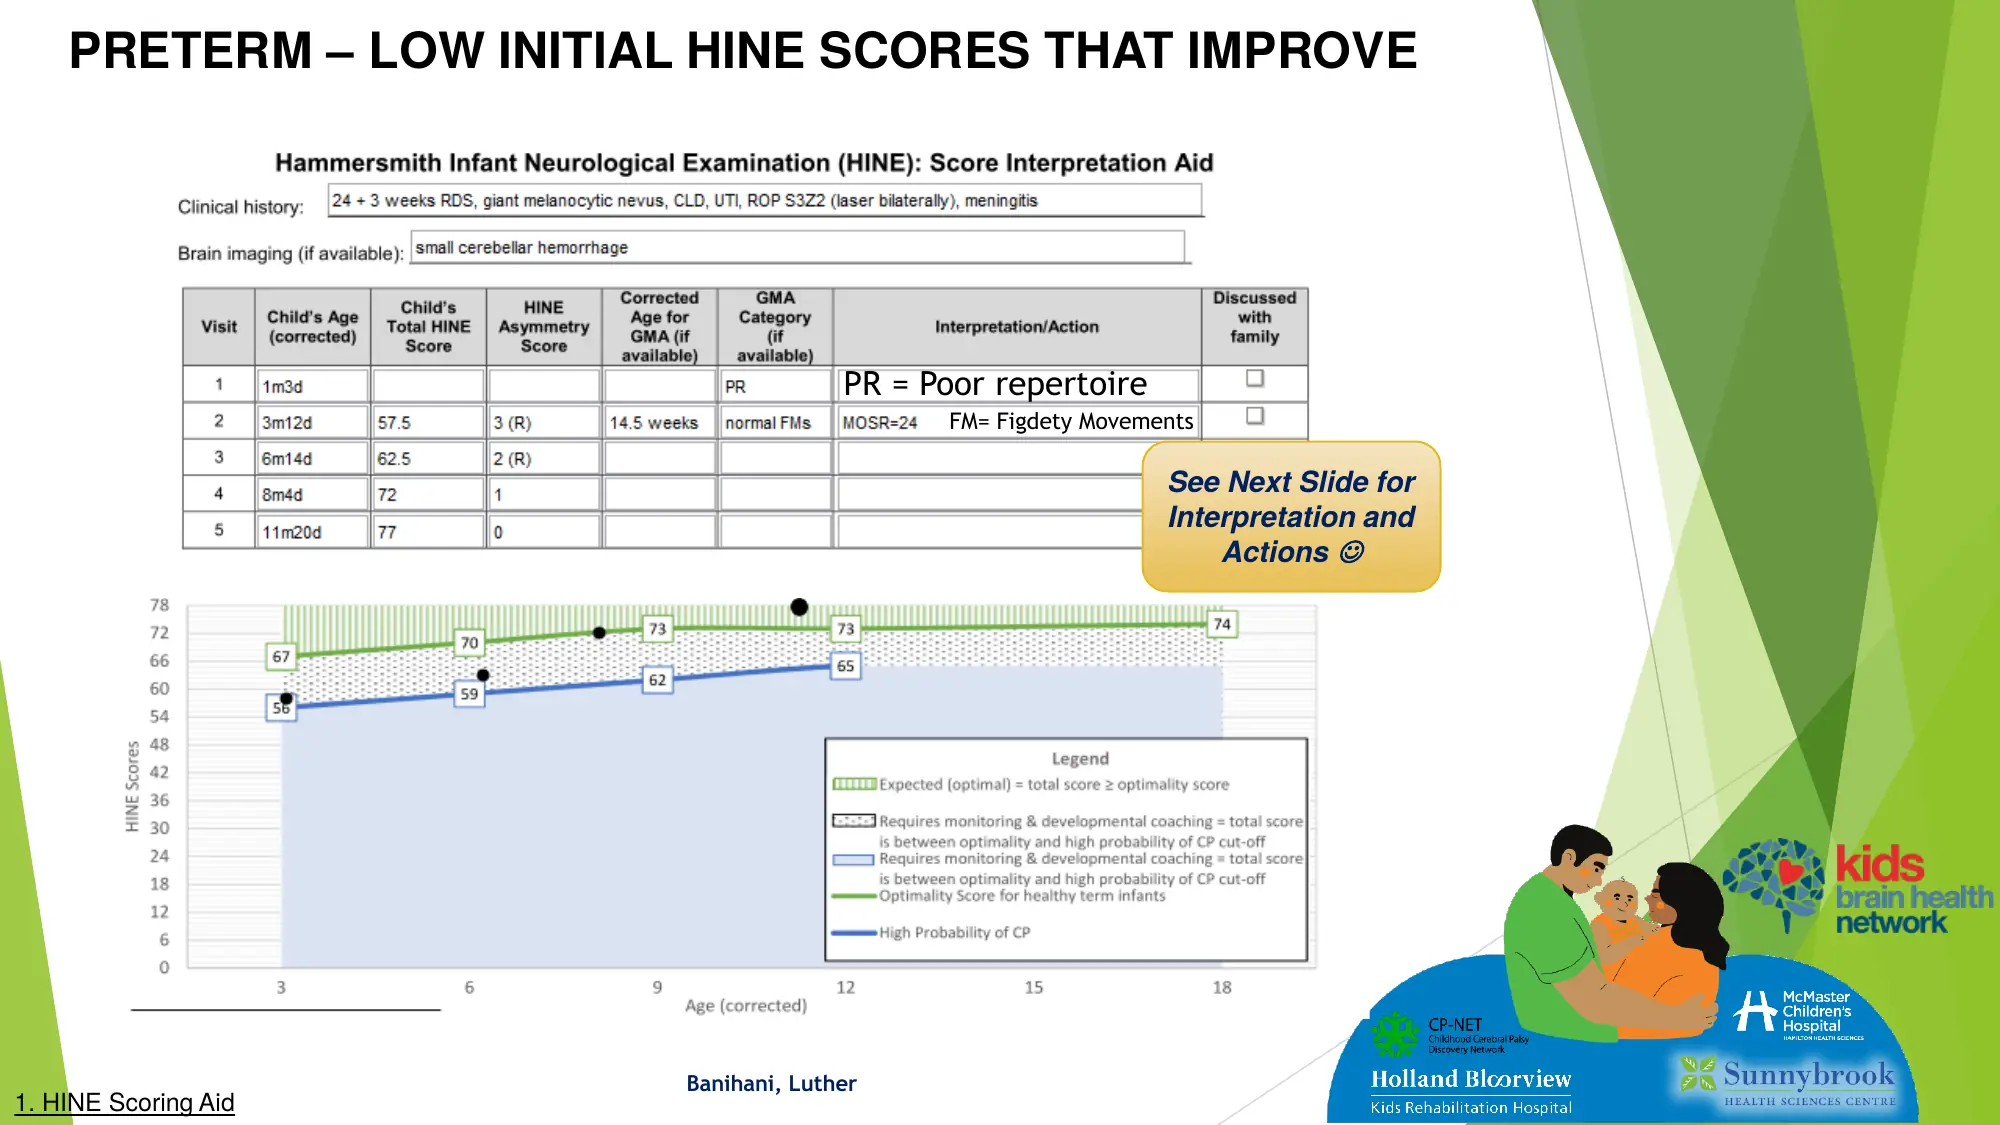 PRETERM – LOW INITIAL HINE SCORES THAT IMPROVE
Hammersmith Infant Neurological Examination (HINE): Score Interpretation Aid
Clinical history: 24 + 3 weeks RDS, giant melanocytic nevus, CLD, UTI, ROP S3Z2 (laser bilaterally), meningitis
Brain imaging (if available): small cerebellar hemorrhage
Visit | Child's Age (corrected) | Child's Total HINE Score | HINE Asymmetry Score | Corrected Age for GMA (if available) | GMA Category (if available) | Interpretation/Action | Discussed with family
1 | 1m3d | | | | PR | PR = Poor repertoire | ☐
2 | 3m12d | 57.5 | 3 (R) | 14.5 weeks | normal FMs | MOSR=24 FM= Figdety Movements | ☐
3 | 6m14d | 62.5 | 2 (R)
4 | 8m4d | 72 | 1
5 | 11m20d | 77 | 0
See Next Slide for
Interpretation and
Actions ☺
78
72
66
60
54
48
42
36
30
24
18
12
6
0
HINE Scores
67
70
73
73
74
56
59
62
65
3 6 9 12 15 18
Age (corrected)
Legend
Expected (optimal) = total score ≥ optimality score
Requires monitoring & developmental coaching = total score
is between optimality and high probability of CP cut-off
Requires monitoring & developmental coaching = total score
is between optimality and high probability of CP cut-off
Optimality Score for healthy term infants
High Probability of CP
Banihani, Luther
1. HINE Scoring Aid
kids
brain health
network
McMaster
Children's
Hospital
HAMILTON HEALTH SCIENCES
CP-NET
Childhood Cerebral Palsy
Discovery Network
Holland Bloorview
Kids Rehabilitation Hospital
Sunnybrook
HEALTH SCIENCES CENTRE